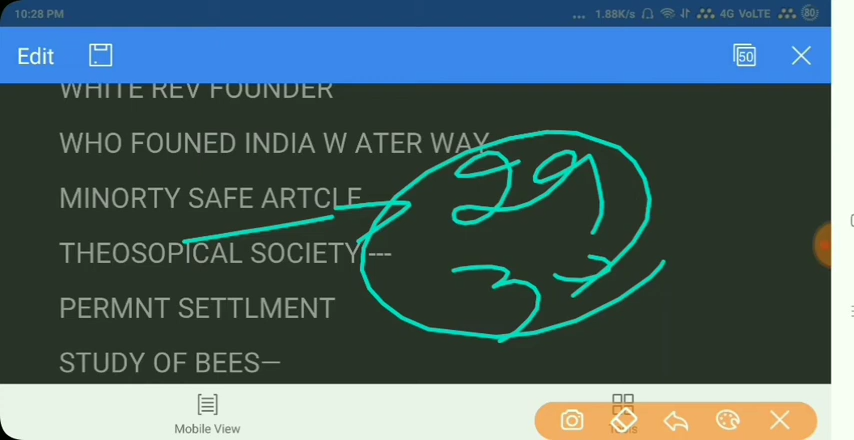 10:28 PM ... 1.88K/s 4G VoLTE 80
Edit 50
WHITE REV FOUNDER
WHO FOUNED INDIA W ATER WAY
MINORTY SAFE ARTCLE
29
THEOSOPICAL SOCIETY ---
PERMNT SETTLMENT
STUDY OF BEES—
Mobile View